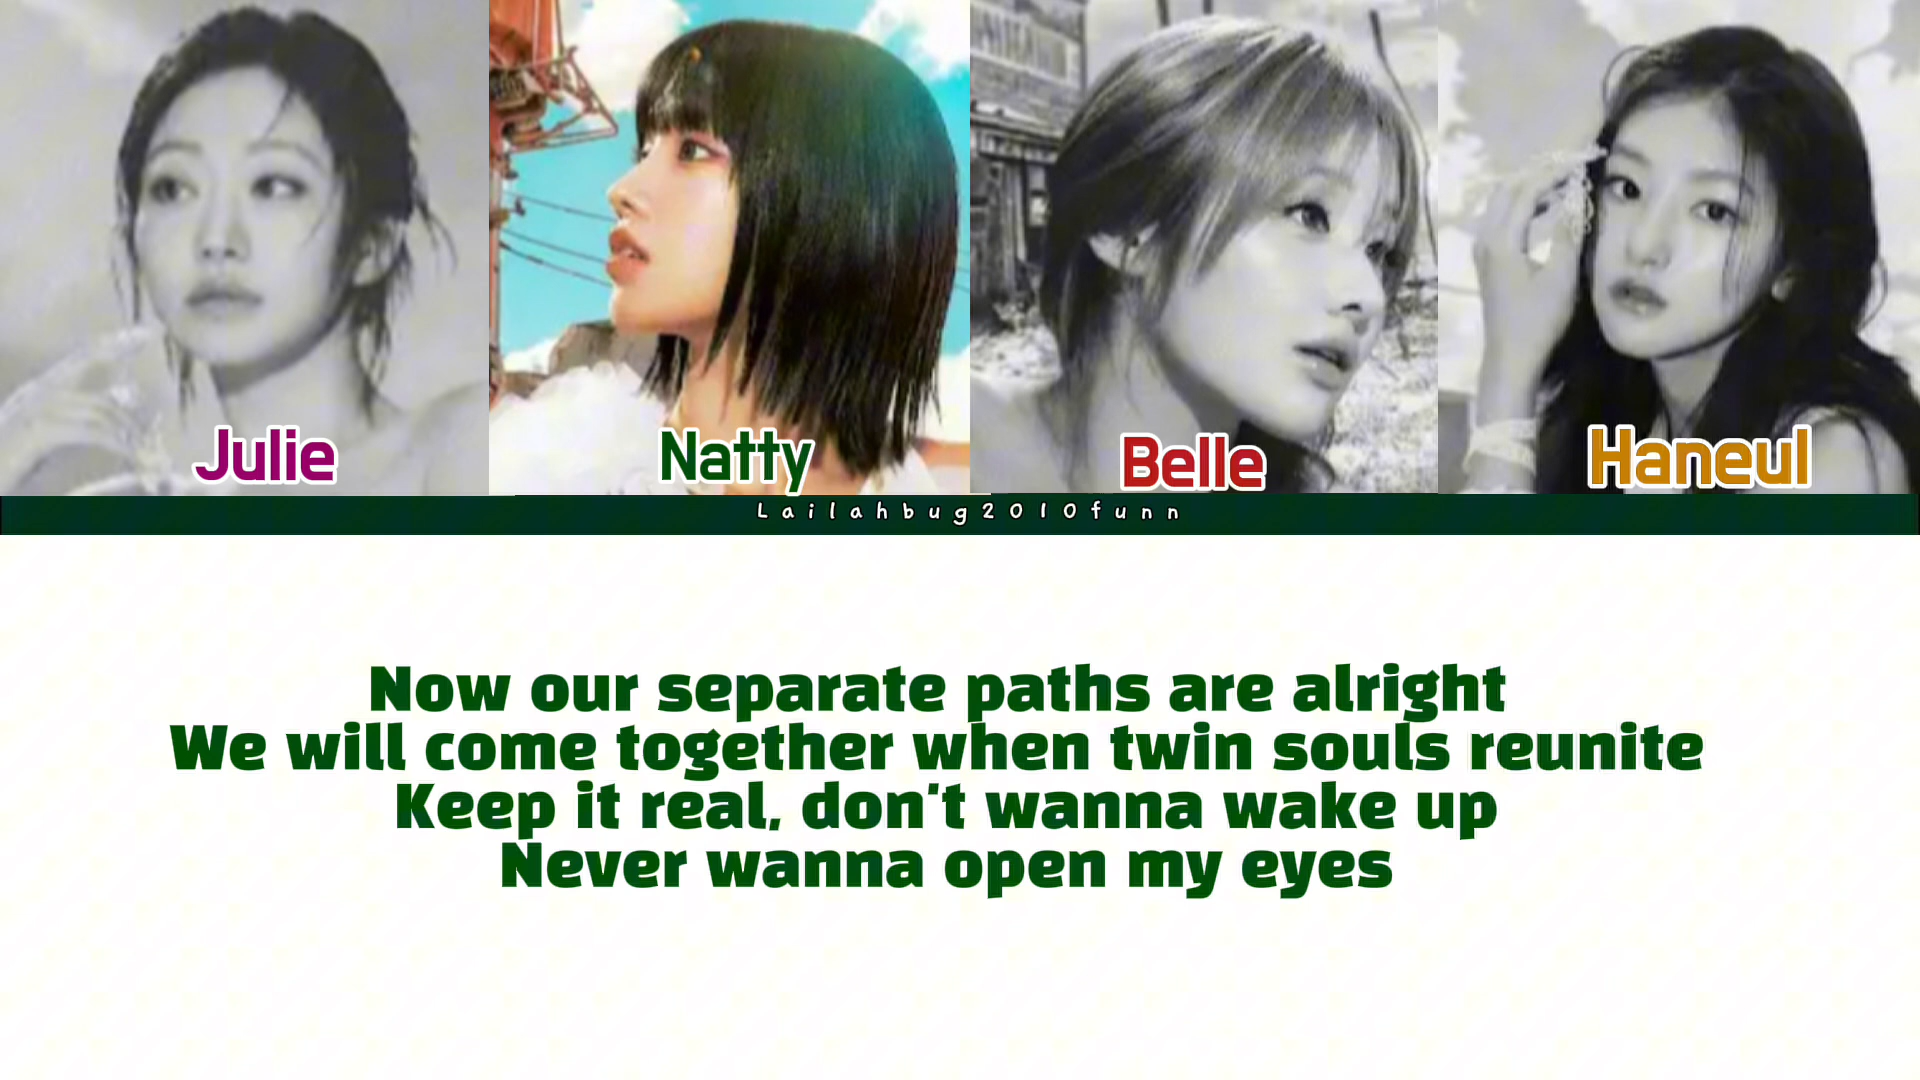 Julie
Natty
Belle
Haneul
Lailahbug2010funn
Now our separate paths are alright
We will come together when twin souls reunite
Keep it real, don't wanna wake up
Never wanna open my eyes